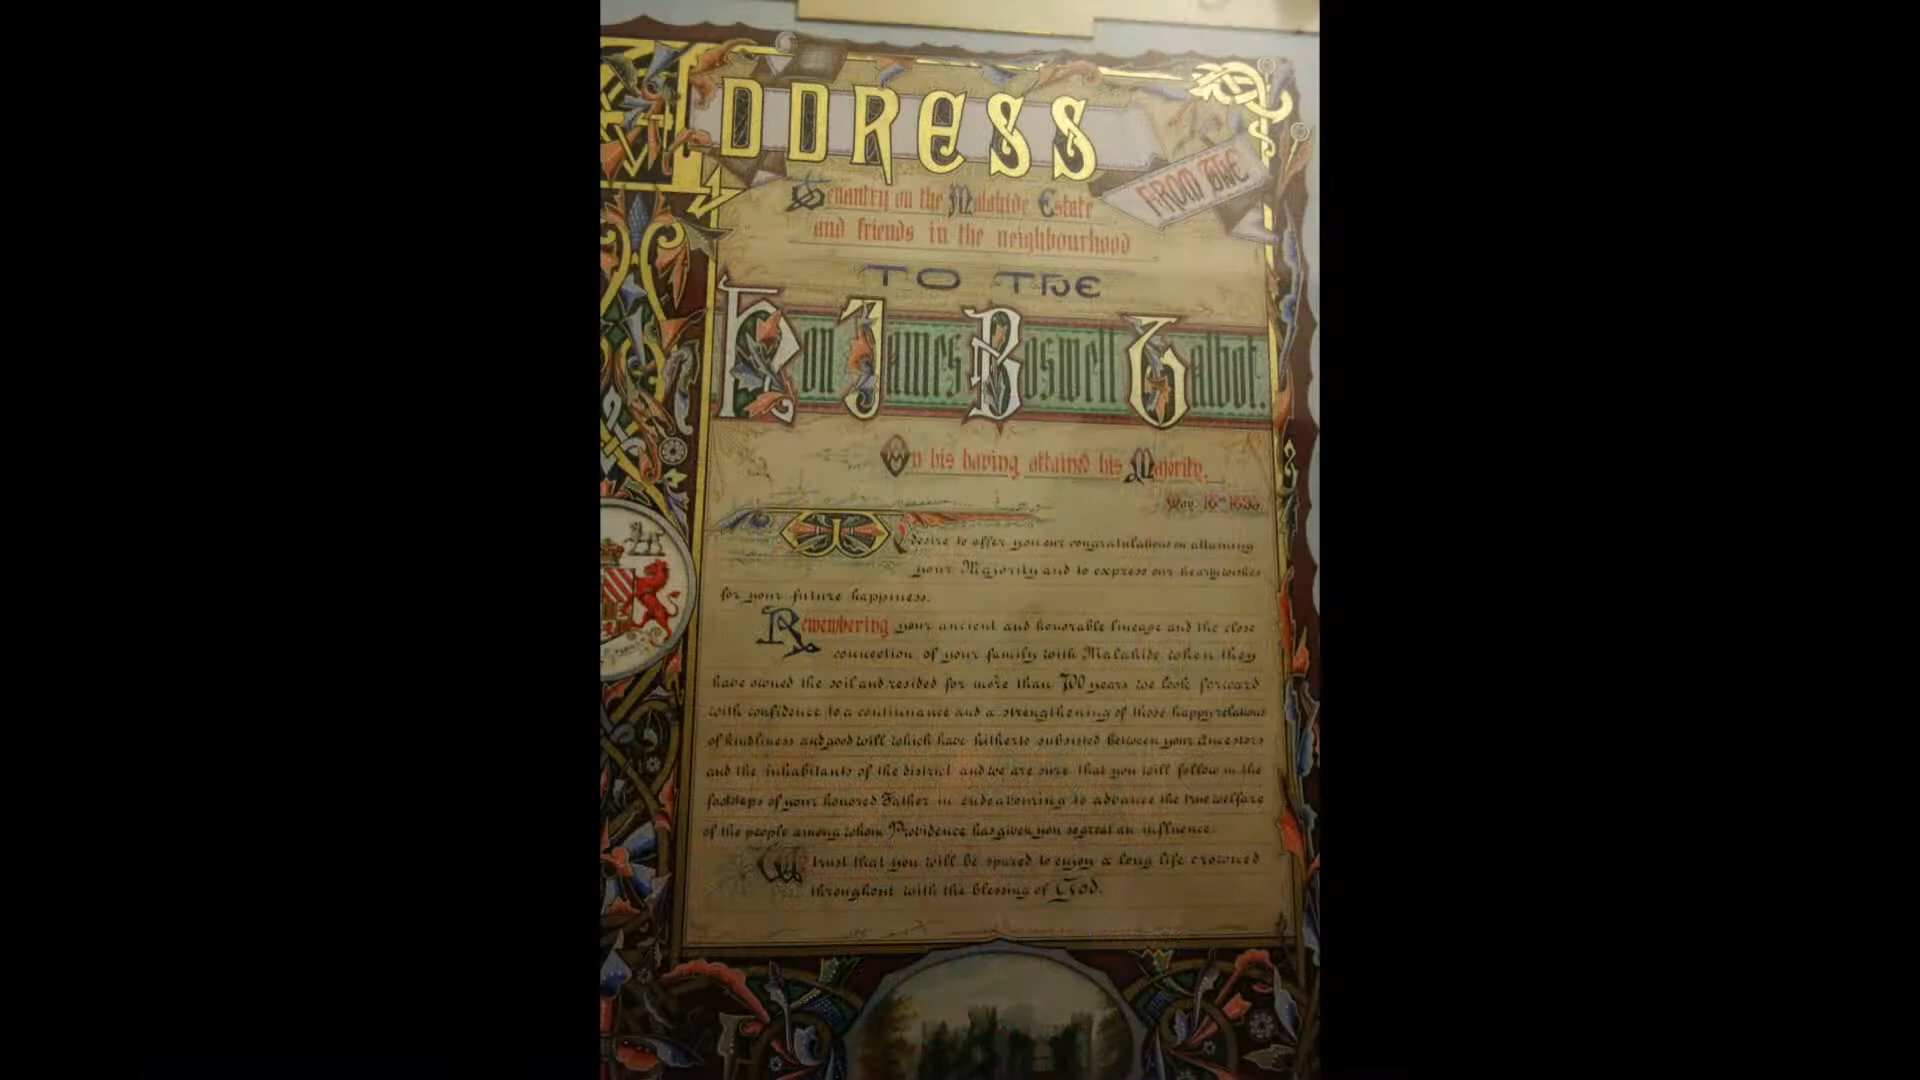 ADDRESS
FROM THE
Tenantry on the Malahide Estate
and friends in the neighbourhood
TO THE
Hon James Boswell Talbot.
On his having attained his Majority.
May 18th
We desire to offer you our congratulations on attaining
your Majority and to express our hearty wishes
for your future happiness.
Remembering your ancient and honorable lineage and the close
connection of your family with Malahide when they
have owned the soil and resided for more than 700 years we look forward
with confidence to a continuance and a strengthening of those happy relations
of kindliness and good will which have hitherto subsisted between your Ancestors
and the inhabitants of the district and we are sure that you will follow in the
footsteps of your honored Father in endeavouring to advance the true welfare
of the people among whom Providence has given you so great an influence.
We trust that you will be spared to enjoy a long life crowned
throughout with the blessing of God.